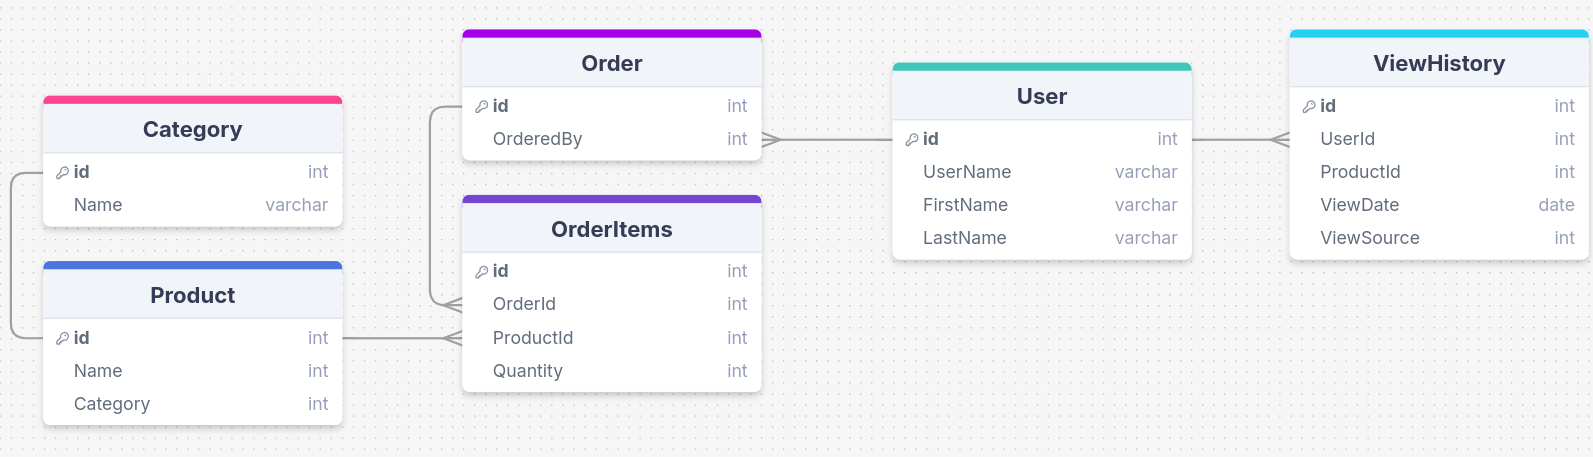 Category
id int
Name varchar
Product
id int
Name int
Category int
Order
id int
OrderedBy int
OrderItems
id int
OrderId int
ProductId int
Quantity int
User
id int
UserName varchar
FirstName varchar
LastName varchar
ViewHistory
id int
UserId int
ProductId int
ViewDate date
ViewSource int